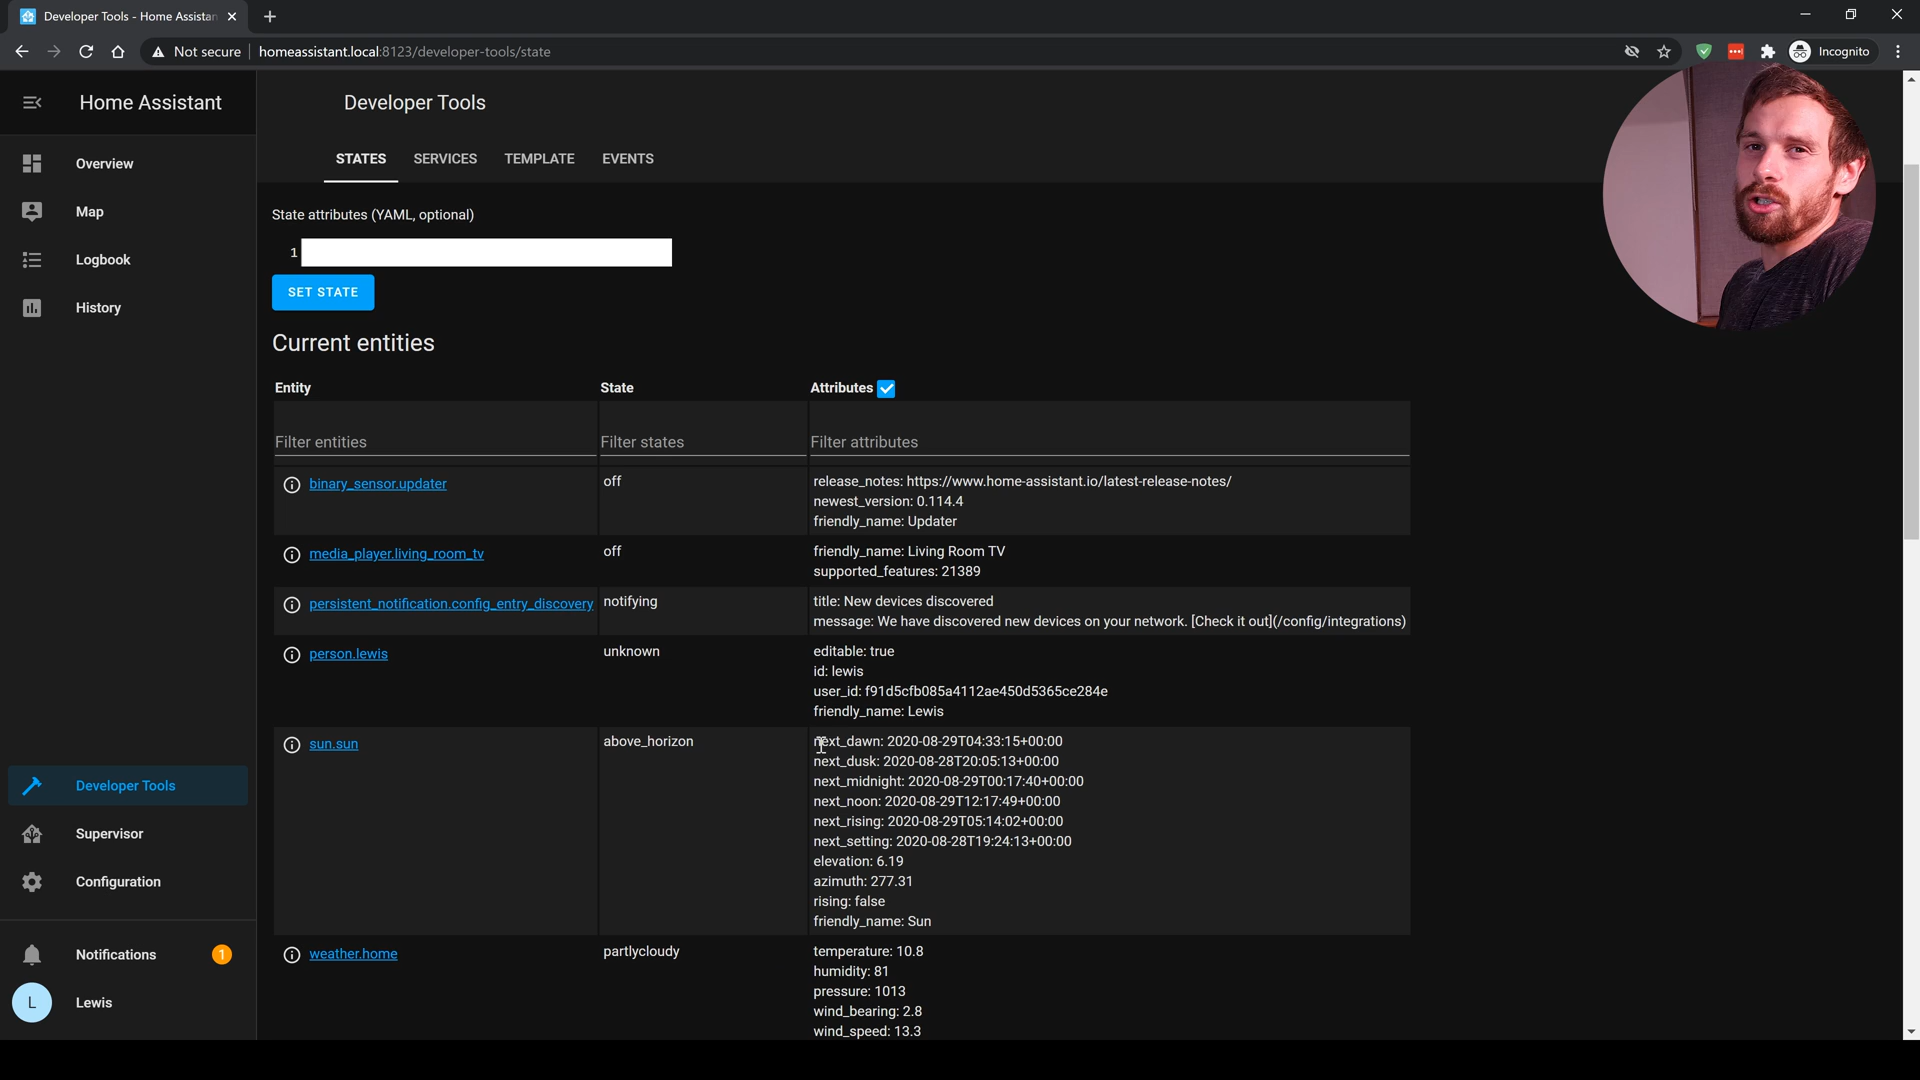 Developer Tools - Home Assistan
Not secure
homeassistant.local:8123/developer-tools/state
Incognito
Home Assistant
Developer Tools
Overview
Map
Logbook
History
Developer Tools
Supervisor
Configuration
Notifications
1
L
Lewis
STATES
SERVICES
TEMPLATE
EVENTS
State attributes (YAML, optional)
1
SET STATE
Current entities
Entity
State
Attributes
Filter entities
Filter states
Filter attributes
binary_sensor.updater
off
release_notes: https://www.home-assistant.io/latest-release-notes/
newest_version: 0.114.4
friendly_name: Updater
media_player.living_room_tv
off
friendly_name: Living Room TV
supported_features: 21389
persistent_notification.config_entry_discovery
notifying
title: New devices discovered
message: We have discovered new devices on your network. [Check it out](/config/integrations)
person.lewis
unknown
editable: true
id: lewis
user_id: f91d5cfb085a4112ae450d5365ce284e
friendly_name: Lewis
sun.sun
above_horizon
next_dawn: 2020-08-29T04:33:15+00:00
next_dusk: 2020-08-28T20:05:13+00:00
next_midnight: 2020-08-29T00:17:40+00:00
next_noon: 2020-08-29T12:17:49+00:00
next_rising: 2020-08-29T05:14:02+00:00
next_setting: 2020-08-28T19:24:13+00:00
elevation: 6.19
azimuth: 277.31
rising: false
friendly_name: Sun
weather.home
partlycloudy
temperature: 10.8
humidity: 81
pressure: 1013
wind_bearing: 2.8
wind_speed: 13.3